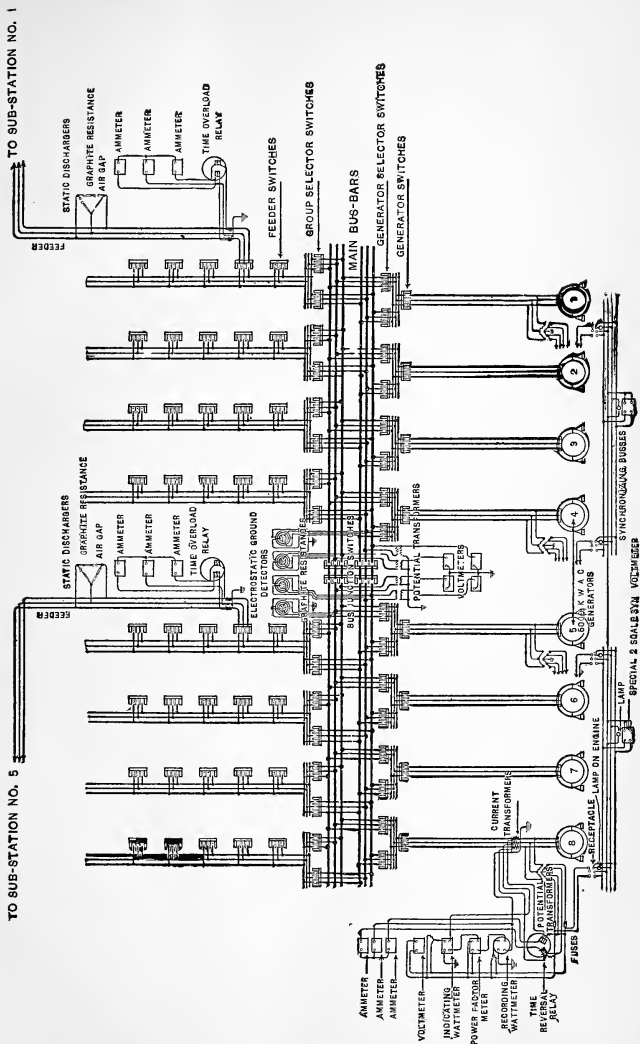 TO SUB-STATION NO. 5
TO SUB-STATION NO. 1
FEEDER
STATIC DISCHARGERS
GRAPHITE RESISTANCE
AIR GAP
AMMETER
AMMETER
AMMETER
TIME OVERLOAD
RELAY
FEEDER
STATIC DISCHARGERS
GRAPHITE RESISTANCE
AIR GAP
AMMETER
AMMETER
AMMETER
TIME OVERLOAD
RELAY
FEEDER SWITCHES
GROUP SELECTOR SWITCHES
ELECTROSTATIC GROUND
DETECTORS
GRAPHITE RESISTANCES
BUS JUNCTION SWITCHES
MAIN BUS-BARS
GENERATOR SELECTOR SWITCHES
GENERATOR SWITCHES
POTENTIAL TRANSFORMERS
VOLTMETERS
AMMETER
AMMETER
AMMETER
VOLTMETER
INDICATING
WATTMETER
POWER FACTOR
METER
RECORDING
WATTMETER
TIME
REVERSAL
RELAY
FUSES
CURRENT
TRANSFORMERS
POTENTIAL
TRANSFORMERS
8
7
6
5
4
3
2
1
K W A C
GENERATORS
RECEPTACLE
LAMP ON ENGINE
SYNCHRONIZING BUSSES
LAMP
SPECIAL 2 SCALE SYN VOLTMETER